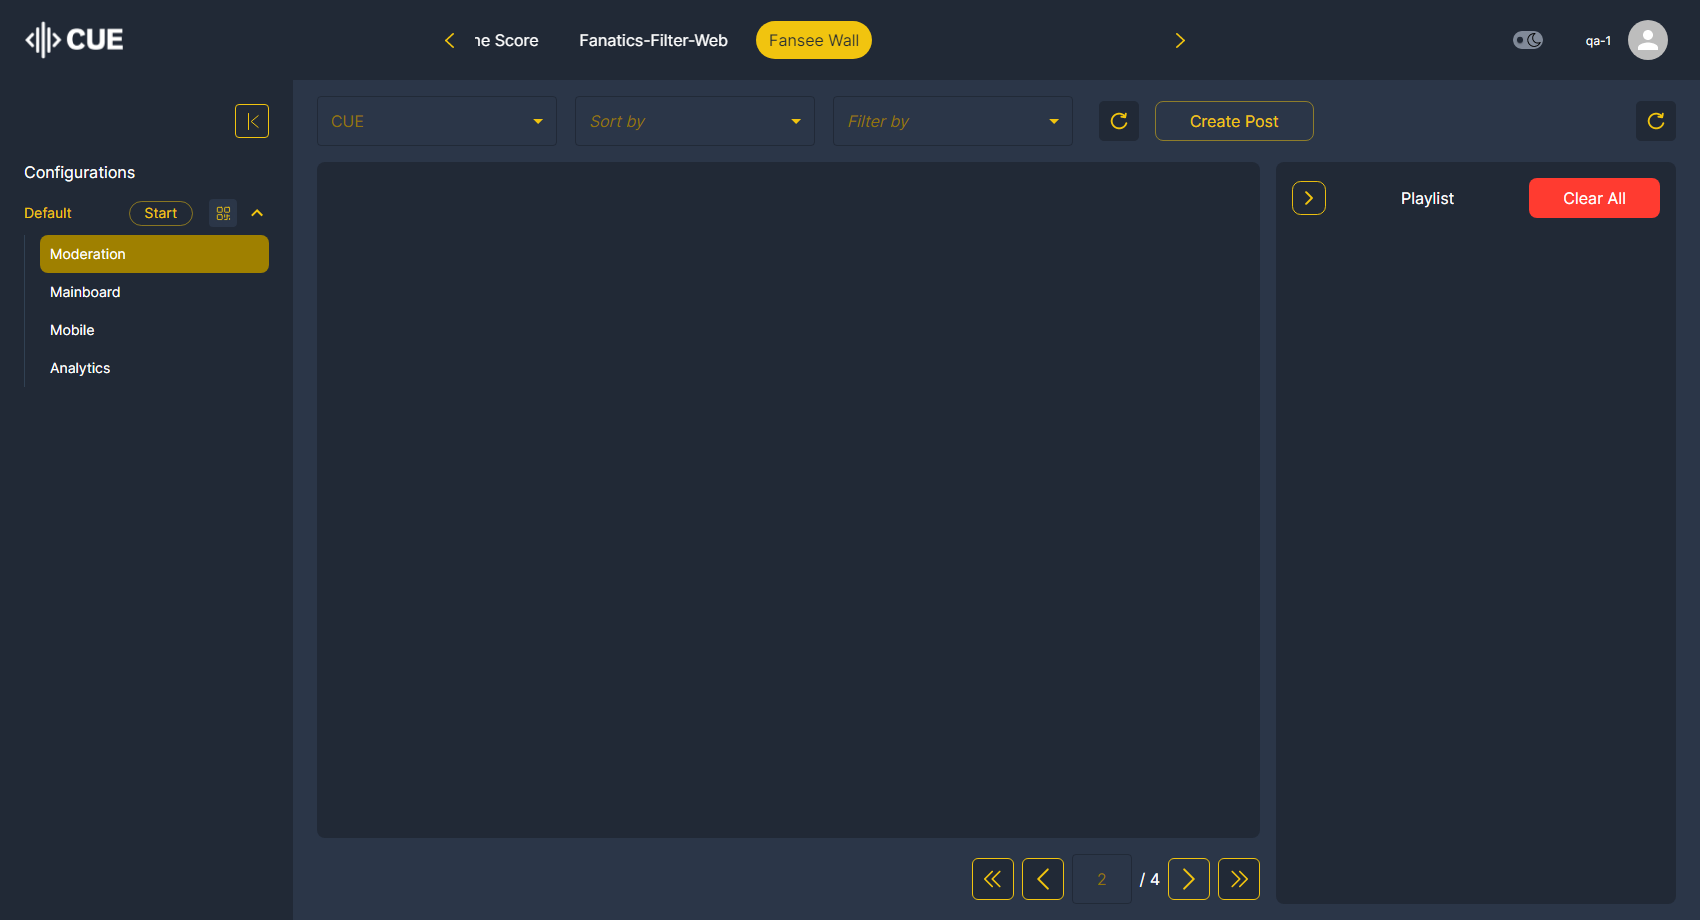 CUE
ne Score
Fanatics-Filter-Web
Fansee Wall
qa-1
CUE
Sort by
Filter by
Create Post
Configurations
Default
Start
Moderation
Mainboard
Mobile
Analytics
Playlist
Clear All
2 / 4